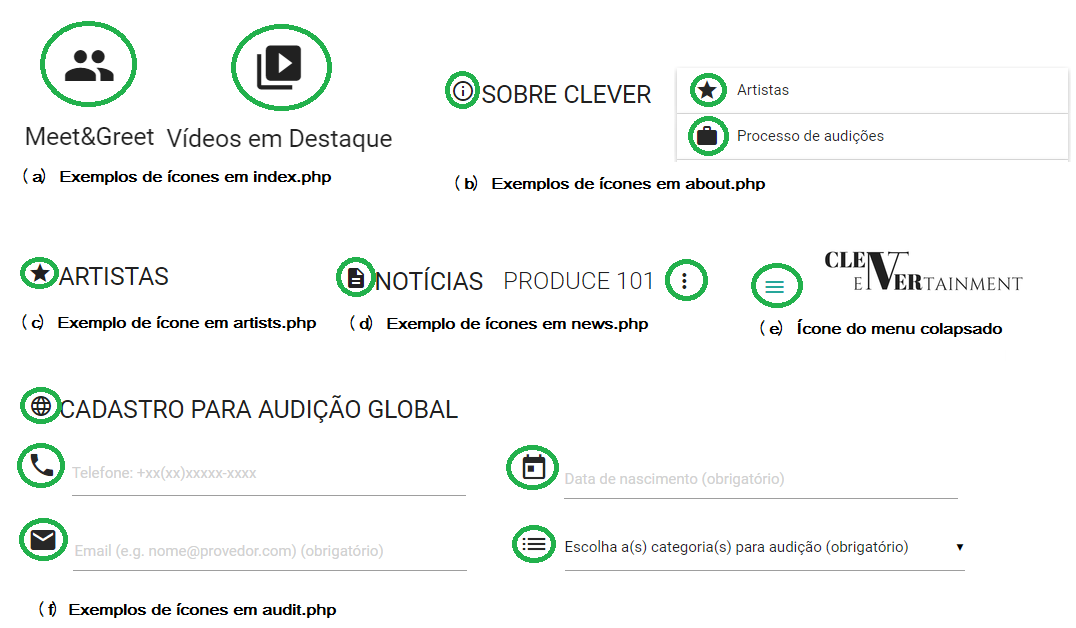 Meet&Greet
Vídeos em Destaque
(a) Exemplos de ícones em index.php
SOBRE CLEVER
Artistas
Processo de audições
(b) Exemplos de ícones em about.php
ARTISTAS
(c) Exemplo de ícone em artists.php
NOTÍCIAS
PRODUCE 101
(d) Exemplo de ícones em news.php
CLEVER
ENTERTAINMENT
(e) Ícone do menu colapsado
CADASTRO PARA AUDIÇÃO GLOBAL
Telefone: +xx(xx)xxxxx-xxxx
Data de nascimento (obrigatório)
Email (e.g. nome@provedor.com) (obrigatório)
Escolha a(s) categoria(s) para audição (obrigatório)
(f) Exemplos de ícones em audit.php